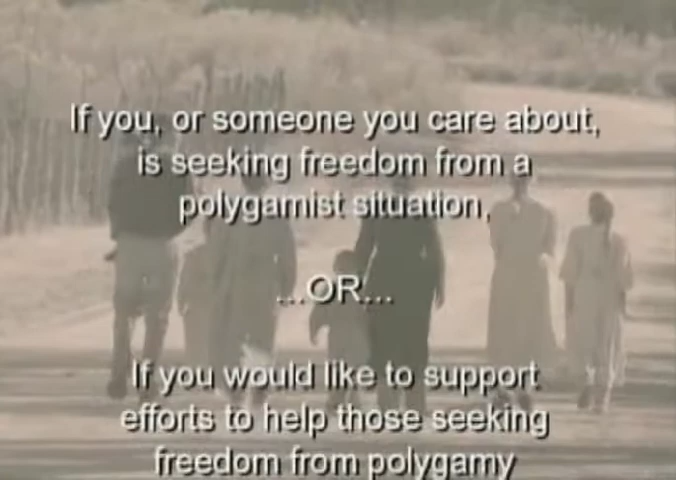 If you, or someone you care about,
is seeking freedom from a
polygamist situation,
...OR...
If you would like to support
efforts to help those seeking
freedom from polygamy